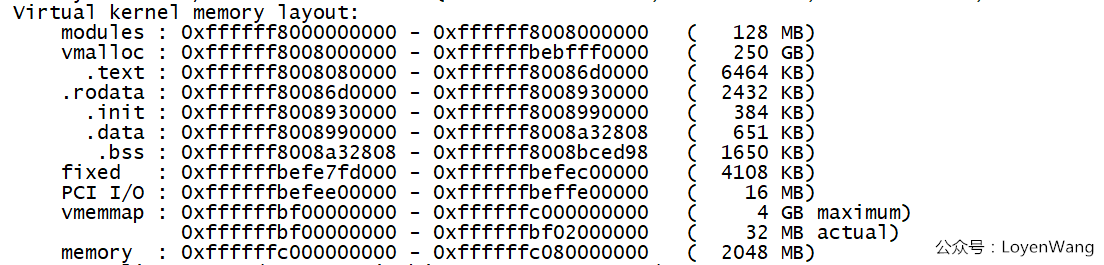 Virtual kernel memory layout:
modules : 0xffffff8000000000 - 0xffffff8008000000 ( 128 MB)
vmalloc : 0xffffff8008000000 - 0xffffffbebfff0000 ( 250 GB)
.text : 0xffffff8008080000 - 0xffffff80086d0000 ( 6464 KB)
.rodata : 0xffffff80086d0000 - 0xffffff8008930000 ( 2432 KB)
.init : 0xffffff8008930000 - 0xffffff8008990000 ( 384 KB)
.data : 0xffffff8008990000 - 0xffffff8008a32808 ( 651 KB)
.bss : 0xffffff8008a32808 - 0xffffff8008bced98 ( 1650 KB)
fixed : 0xffffffbefe7fd000 - 0xffffffbefec00000 ( 4108 KB)
PCI I/O : 0xffffffbefee00000 - 0xffffffbeffe00000 ( 16 MB)
vmemmap : 0xffffffbf00000000 - 0xffffffc000000000 ( 4 GB maximum)
0xffffffbf00000000 - 0xffffffbf02000000 ( 32 MB actual)
memory : 0xffffffc000000000 - 0xffffffc080000000 ( 2048 MB)
公众号：LoyenWang